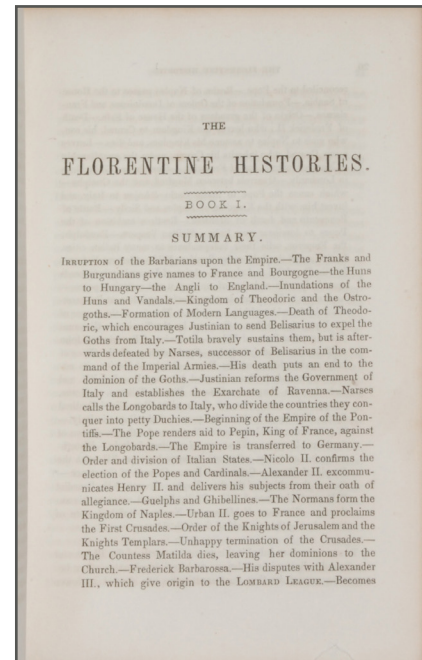 THE
FLORENTINE HISTORIES.
BOOK I.
SUMMARY.
IRRUPTION of the Barbarians upon the Empire.—The Franks and
Burgundians give names to France and Bourgogne—the Huns
to Hungary—the Angli to England.—Inundations of the
Huns and Vandals.—Kingdom of Theodoric and the Ostro-
goths.—Formation of Modern Languages.—Death of Theodo-
ric, which encourages Justinian to send Belisarius to expel the
Goths from Italy.—Totila bravely sustains them, but is after-
wards defeated by Narses, successor of Belisarius in the com-
mand of the Imperial Armies.—His death puts an end to the
dominion of the Goths.—Justinian reforms the Government of
Italy and establishes the Exarchate of Ravenna.—Narses
calls the Longobards to Italy, who divide the countries they con-
quer into petty Duchies.—Beginning of the Empire of the Pon-
tiffs.—The Pope renders aid to Pepin, King of France, against
the Longobards.—The Empire is transferred to Germany.—
Order and division of Italian States.—Nicolo II. confirms the
election of the Popes and Cardinals.—Alexander II. excommu-
nicates Henry II. and delivers his subjects from their oath of
allegiance.—Guelphs and Ghibellines.—The Normans form the
Kingdom of Naples.—Urban II. goes to France and proclaims
the First Crusades.—Order of the Knights of Jerusalem and the
Knights Templars.—Unhappy termination of the Crusades.—
The Countess Matilda dies, leaving her dominions to the
Church.—Frederick Barbarossa.—His disputes with Alexander
III., which give origin to the LOMBARD LEAGUE.—Becomes